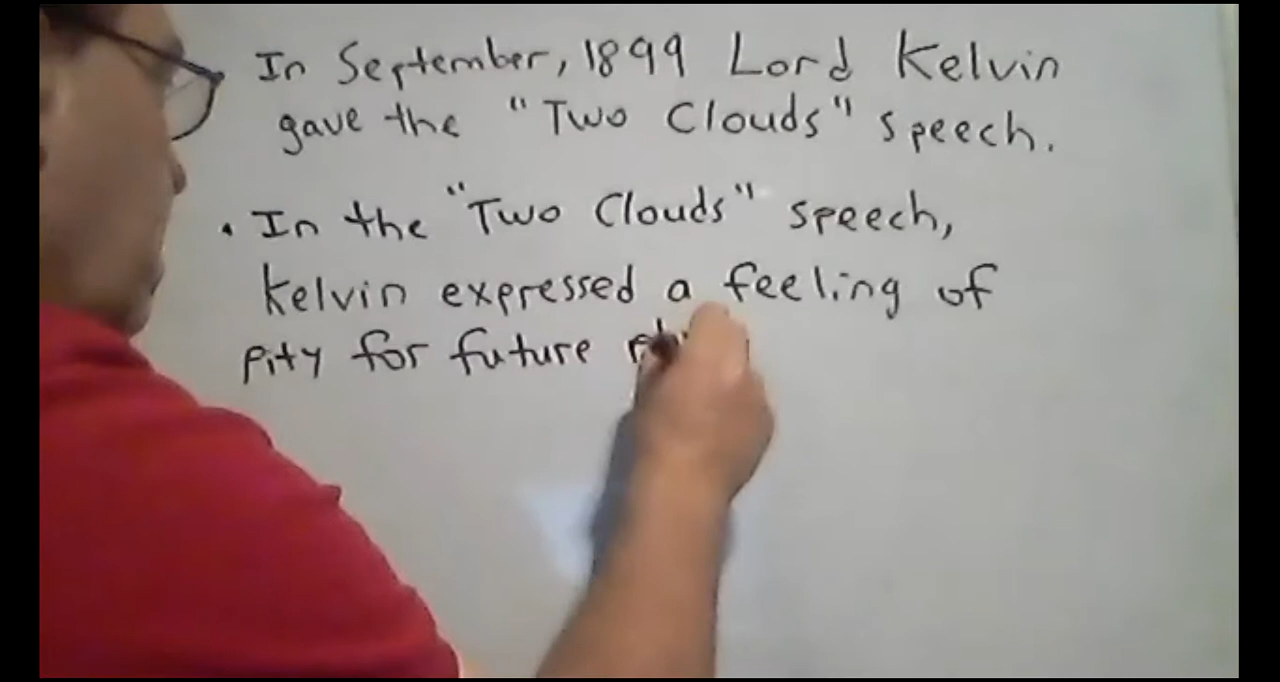 In September, 1899 Lord Kelvin
gave the "Two Clouds" speech.
• In the "Two Clouds" speech,
Kelvin expressed a feeling of
pity for future